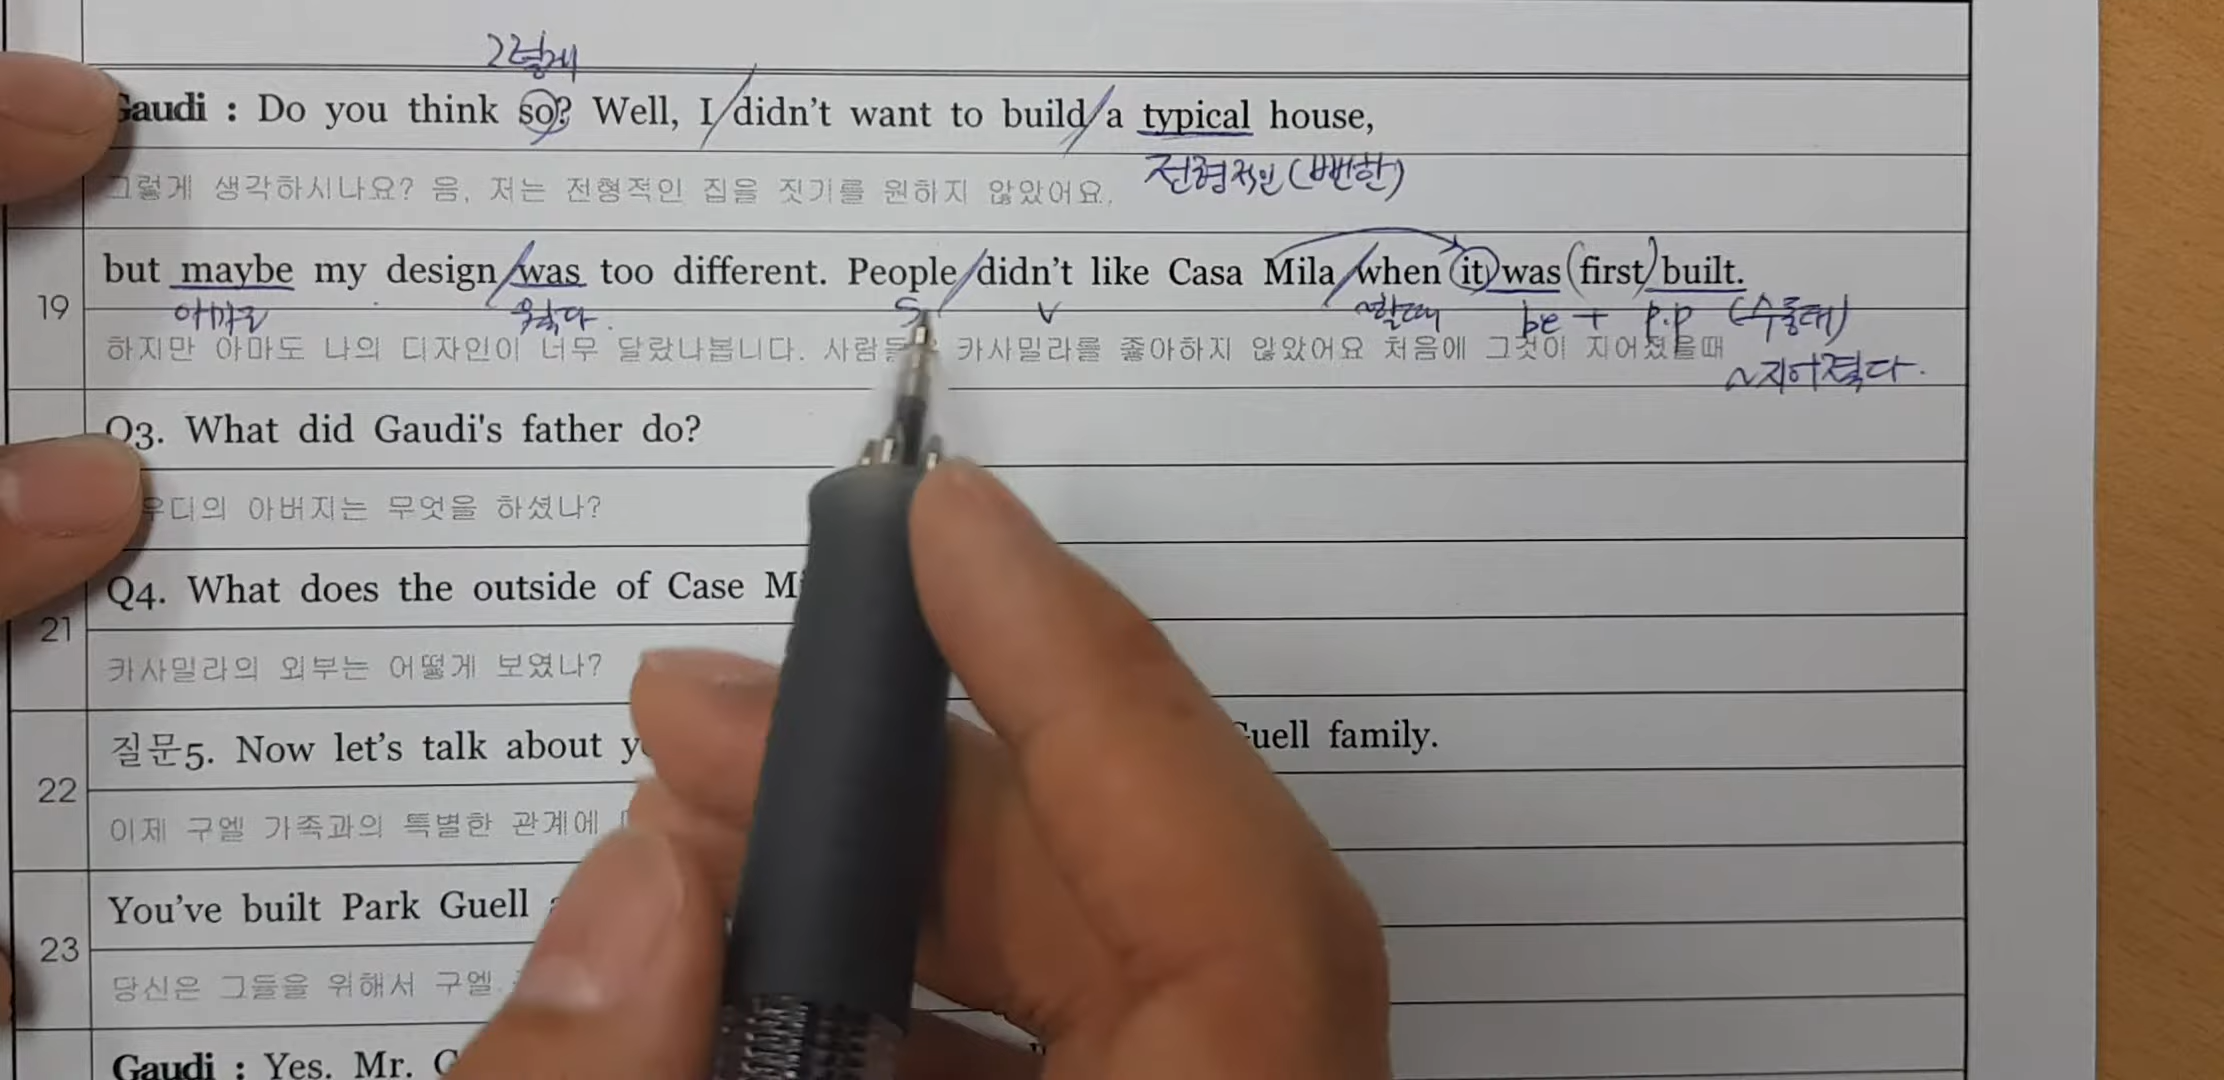 그렇게
Gaudi : Do you think so? Well, I didn't want to build a typical house,
전형적인 (뻔한)
그렇게 생각하시나요? 음, 저는 전형적인 집을 짓기를 원하지 않았어요.
but maybe my design was too different. People didn't like Casa Mila when it was first built.
19
아마도 S V ~할때 be + p.p (수동태)
하지만 아마도 나의 디자인이 너무 달랐나봅니다. 사람들 카사밀라를 좋아하지 않았어요 처음에 그것이 지어졌을때
~지어졌다.
Q3. What did Gaudi's father do?
우디의 아버지는 무엇을 하셨나?
Q4. What does the outside of Case
21
카사밀라의 외부는 어떻게 보였나?
질문5. Now let's talk about Guell family.
22
이제 구엘 가족과의 특별한 관계에
You've built Park Guell
23
당신은 그들을 위해서 구엘
Gaudi : Yes. Mr.